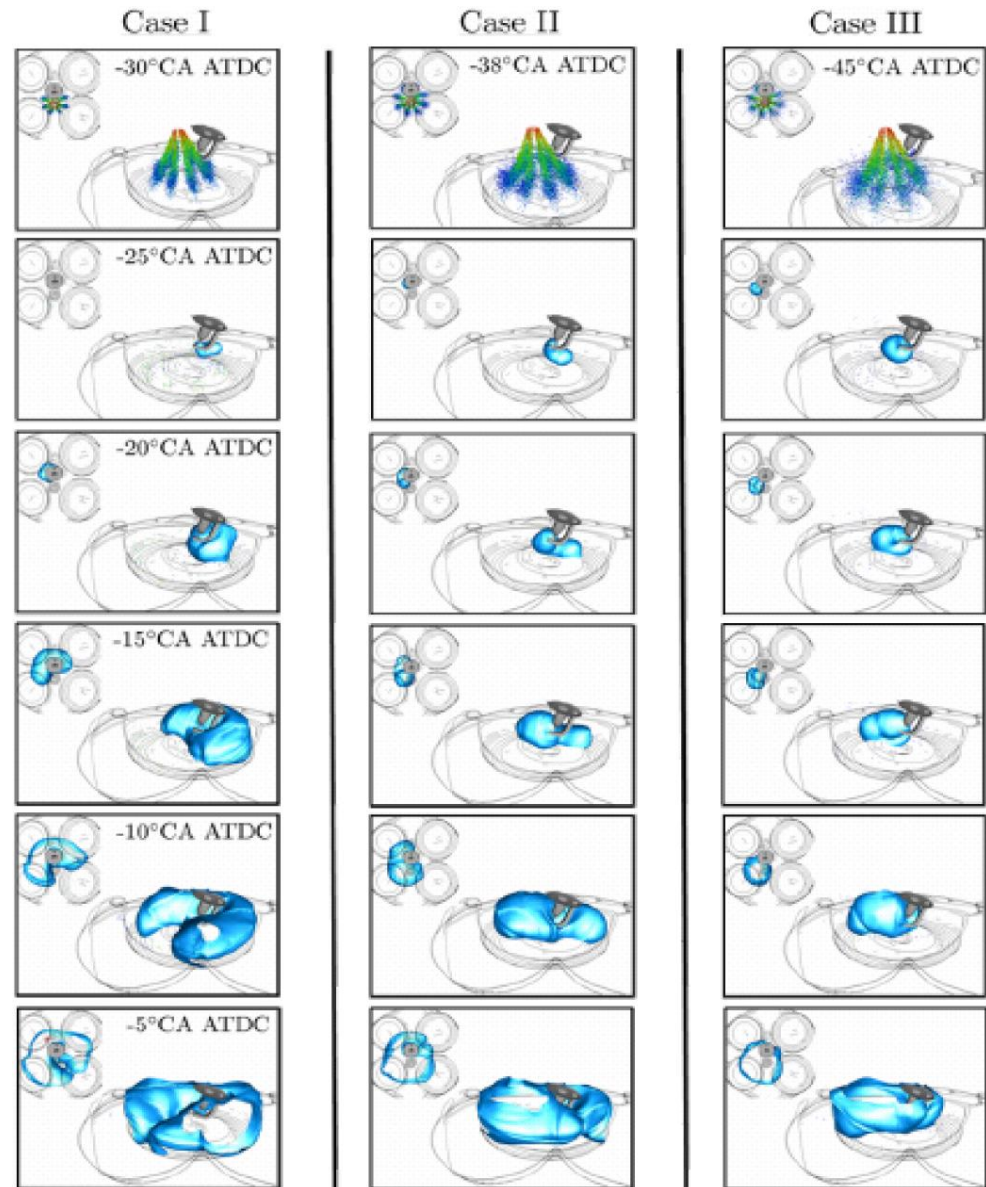 Case I Case II Case III
-30°CA ATDC -38°CA ATDC -45°CA ATDC
-25°CA ATDC
-20°CA ATDC
-15°CA ATDC
-10°CA ATDC
-5°CA ATDC